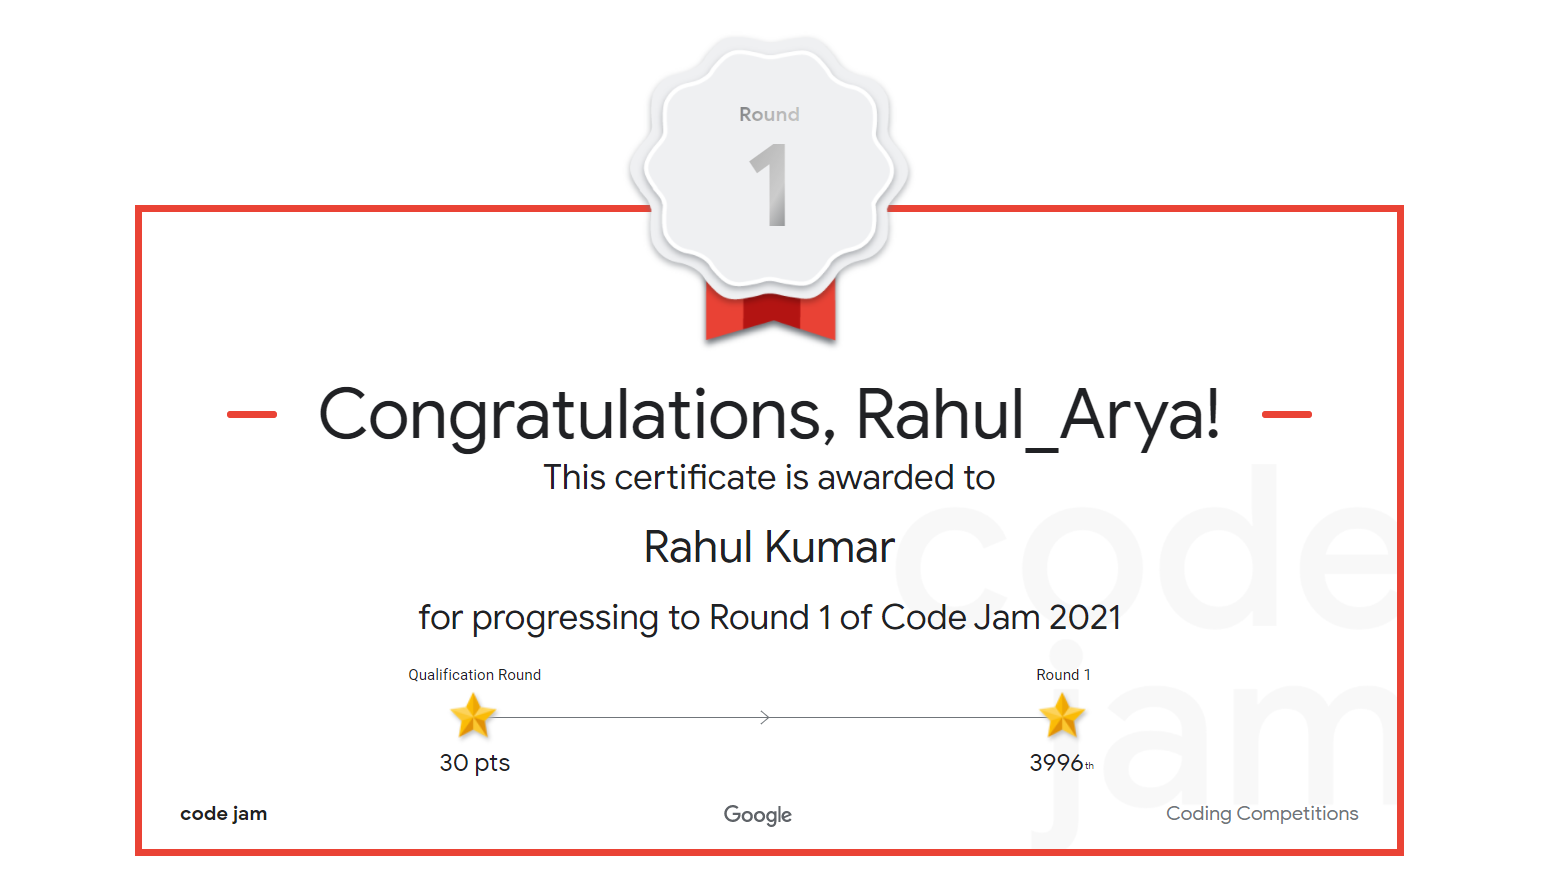 Round
1
Congratulations, Rahul_Arya!
This certificate is awarded to
Rahul Kumar
for progressing to Round 1 of Code Jam 2021
Qualification Round
Round 1
30 pts
3996th
code jam
Google
Coding Competitions
code
jam